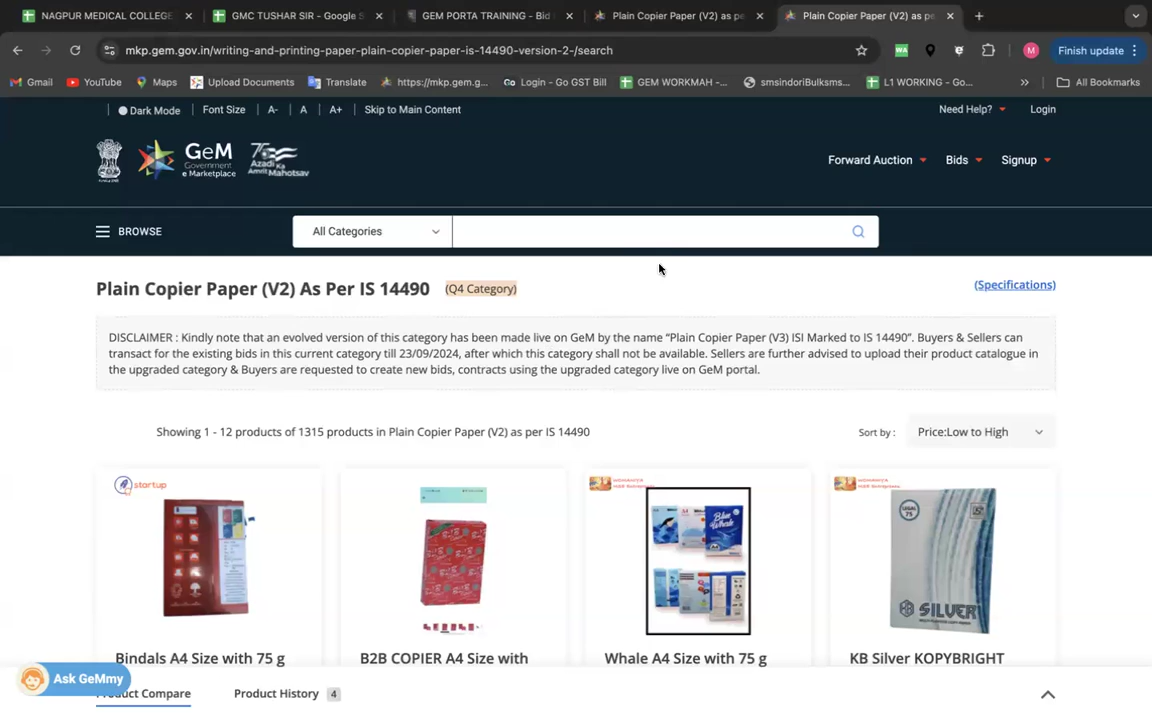 NAGPUR MEDICAL COLLEGE
GMC TUSHAR SIR - Google S
GEM PORTA TRAINING - Bid
Plain Copier Paper (V2) as pe
Plain Copier Paper (V2) as pe
mkp.gem.gov.in/writing-and-printing-paper-plain-copier-paper-is-14490-version-2-/search
WA
M
Finish update
Gmail
YouTube
Maps
Upload Documents
Translate
https://mkp.gem.g...
Go Login - Go GST Bill
GEM WORKMAH -...
smsindoriBulksms...
L1 WORKING - Go...
»
All Bookmarks
Dark Mode
Font Size
A-
A
A+
Skip to Main Content
Need Help?
Login
GeM
Government
e Marketplace
75
Azadi Ka
Amrit Mahotsav
Forward Auction
Bids
Signup
BROWSE
All Categories
Plain Copier Paper (V2) As Per IS 14490 (Q4 Category)
(Specifications)
DISCLAIMER : Kindly note that an evolved version of this category has been made live on GeM by the name “Plain Copier Paper (V3) ISI Marked to IS 14490”. Buyers & Sellers can
transact for the existing bids in this current category till 23/09/2024, after which this category shall not be available. Sellers are further advised to upload their product catalogue in
the upgraded category & Buyers are requested to create new bids, contracts using the upgraded category live on GeM portal.
Showing 1 - 12 products of 1315 products in Plain Copier Paper (V2) as per IS 14490
Sort by :
Price:Low to High
startup
Blue
Whale
LEGAL
75
SILVER
Bindals A4 Size with 75 g
B2B COPIER A4 Size with
Whale A4 Size with 75 g
KB Silver KOPYBRIGHT
Ask GeMmy
Product Compare
Product History 4